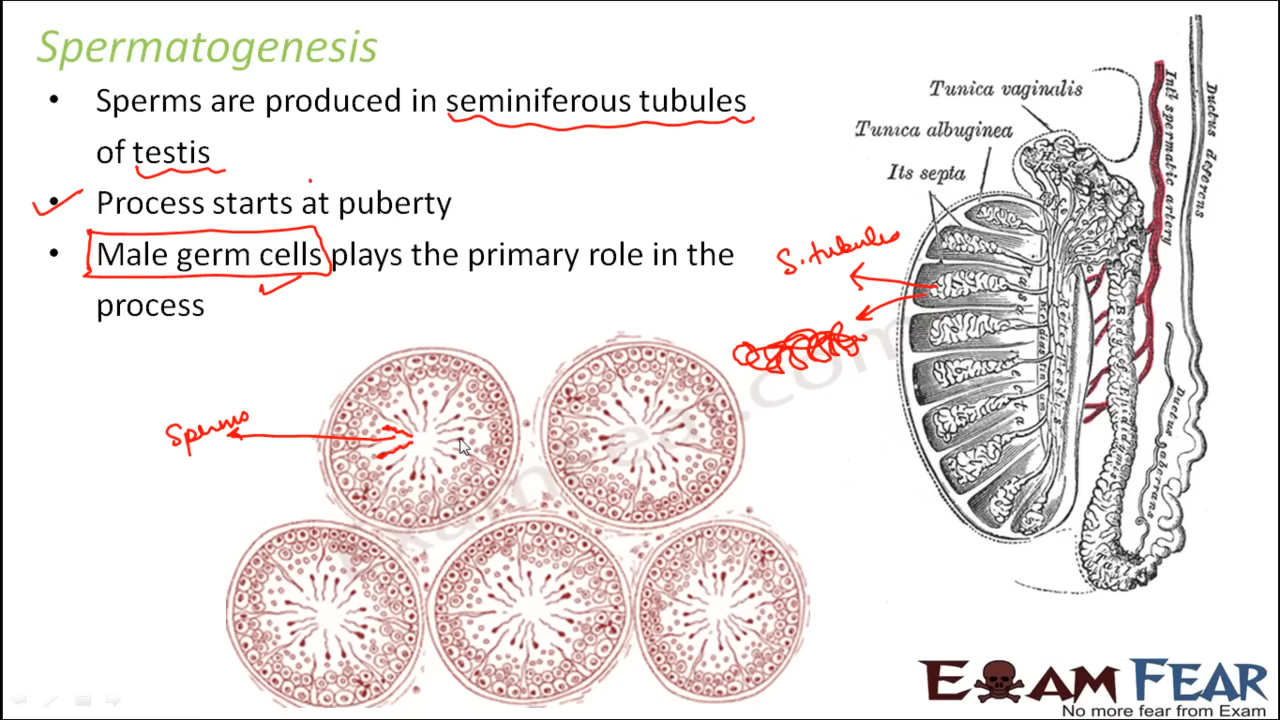 Spermatogenesis
• Sperms are produced in seminiferous tubules
of testis
• Process starts at puberty
• Male germ cells plays the primary role in the
process
Tunica vaginalis
Tunica albuginea
Its septa
S. tubules
Sperms
Int! spermatic artery
Ductus deferens
Ductus aberrans
EXAM FEAR
No more fear from Exam